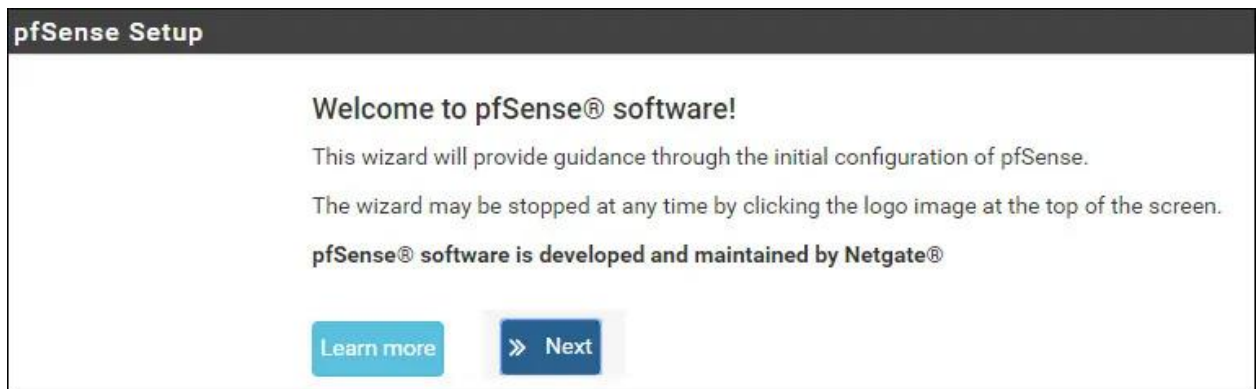 pfSense Setup
Welcome to pfSense® software!
This wizard will provide guidance through the initial configuration of pfSense.
The wizard may be stopped at any time by clicking the logo image at the top of the screen.
pfSense® software is developed and maintained by Netgate®
Learn more
» Next